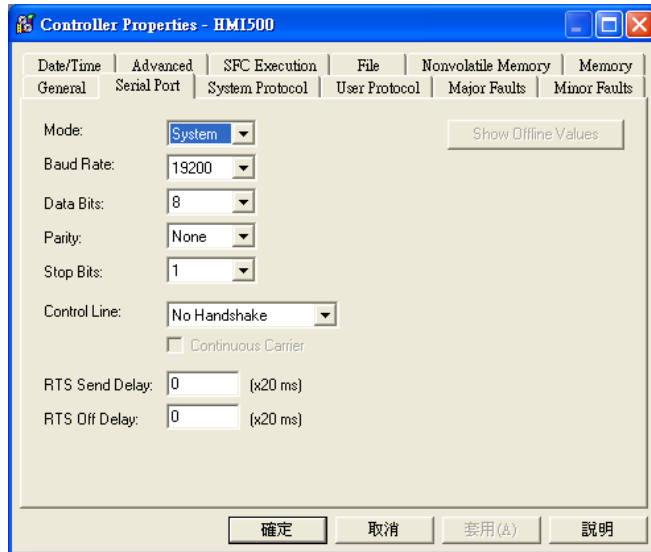 Controller Properties - HMI500
Date/Time Advanced SFC Execution File Nonvolatile Memory Memory
General Serial Port System Protocol User Protocol Major Faults Minor Faults
Mode: System Show Offline Values
Baud Rate: 19200
Data Bits: 8
Parity: None
Stop Bits: 1
Control Line: No Handshake
Continuous Carrier
RTS Send Delay: 0 (x20 ms)
RTS Off Delay: 0 (x20 ms)
確定 取消 套用(A) 說明